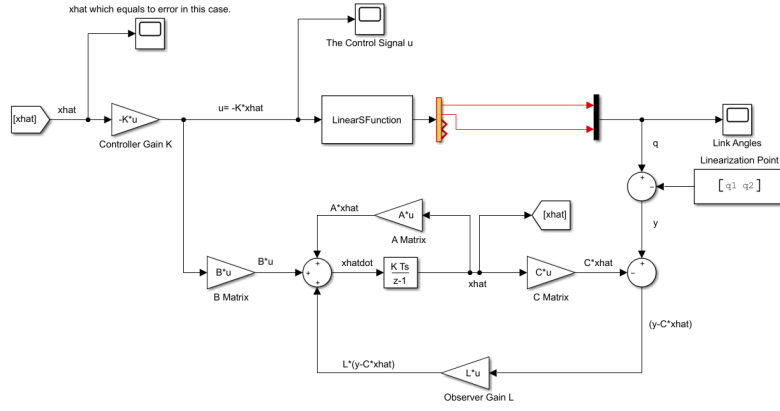 xhat which equals to error in this case.
The Control Signal u
[xhat]
xhat
-K*u
Controller Gain K
u= -K*xhat
LinearSFunction
Link Angles
q
Linearization Point
[ q1 q2 ]
+
−
y
A*xhat
A*u
A Matrix
[xhat]
B*u
B Matrix
B*u
+
+
+
xhatdot
K Ts
z-1
xhat
C*u
C Matrix
C*xhat
+
−
(y-C*xhat)
L*(y-C*xhat)
L*u
Observer Gain L